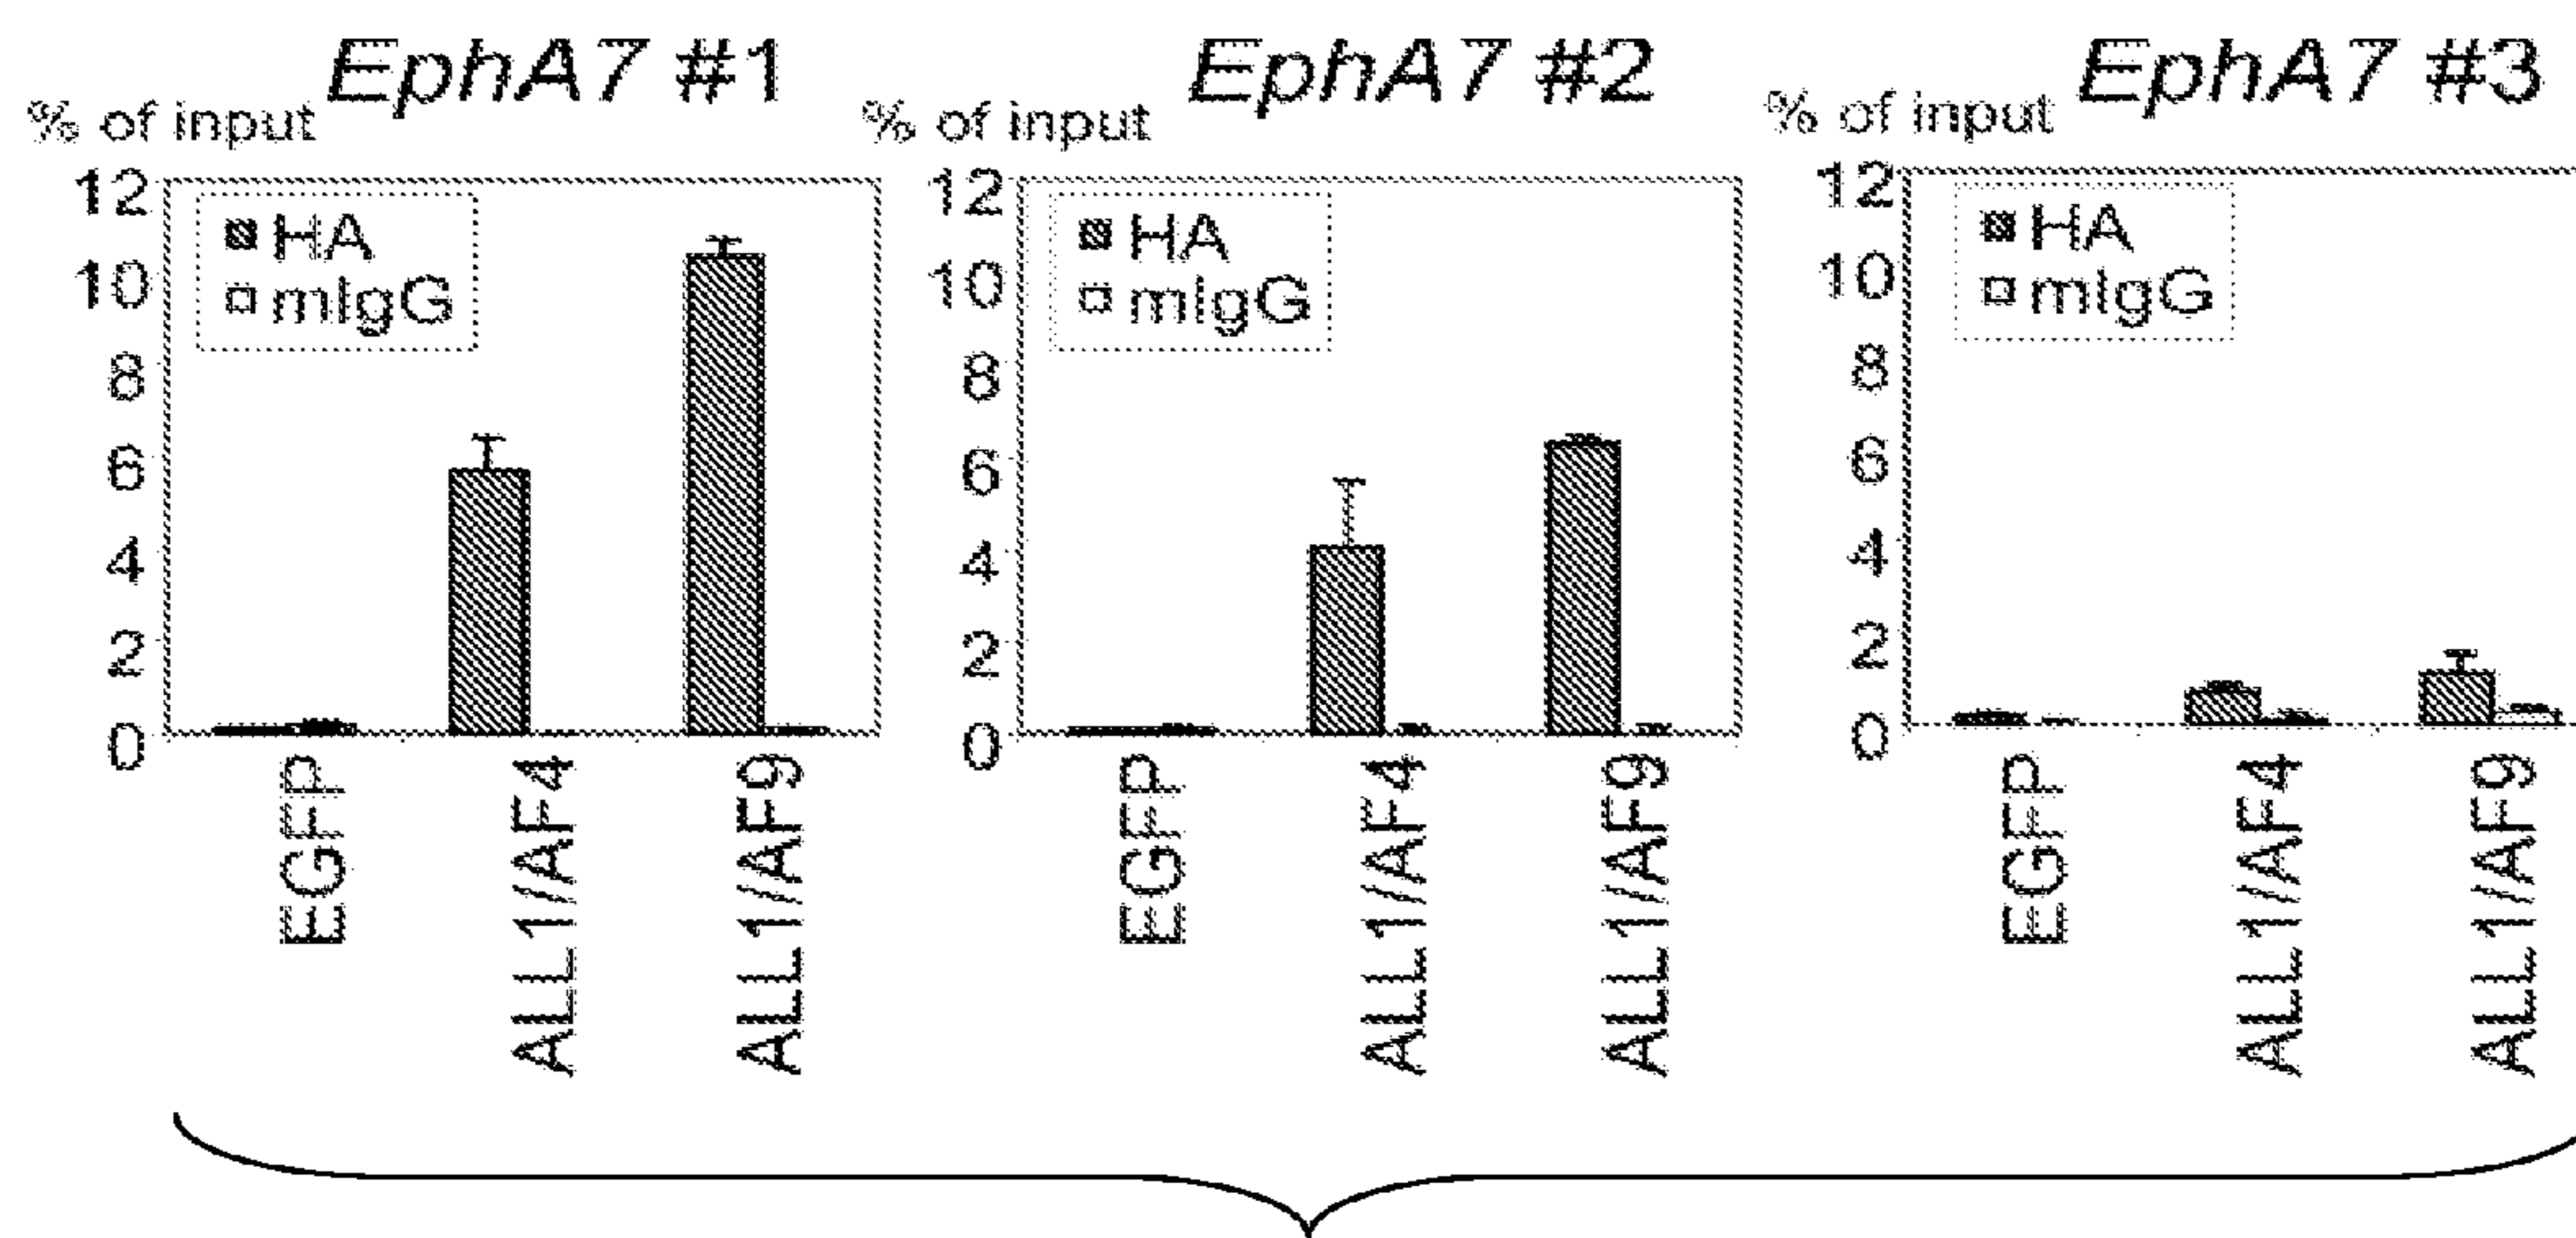 EphA7 #1
% of input
12
10
8
6
4
2
0
HA
mIgG
EGFP
ALL1/AF4
ALL1/AF9
EphA7 #2
% of input
12
10
8
6
4
2
0
HA
mIgG
EGFP
ALL1/AF4
ALL1/AF9
EphA7 #3
% of input
12
10
8
6
4
2
0
HA
mIgG
EGFP
ALL1/AF4
ALL1/AF9